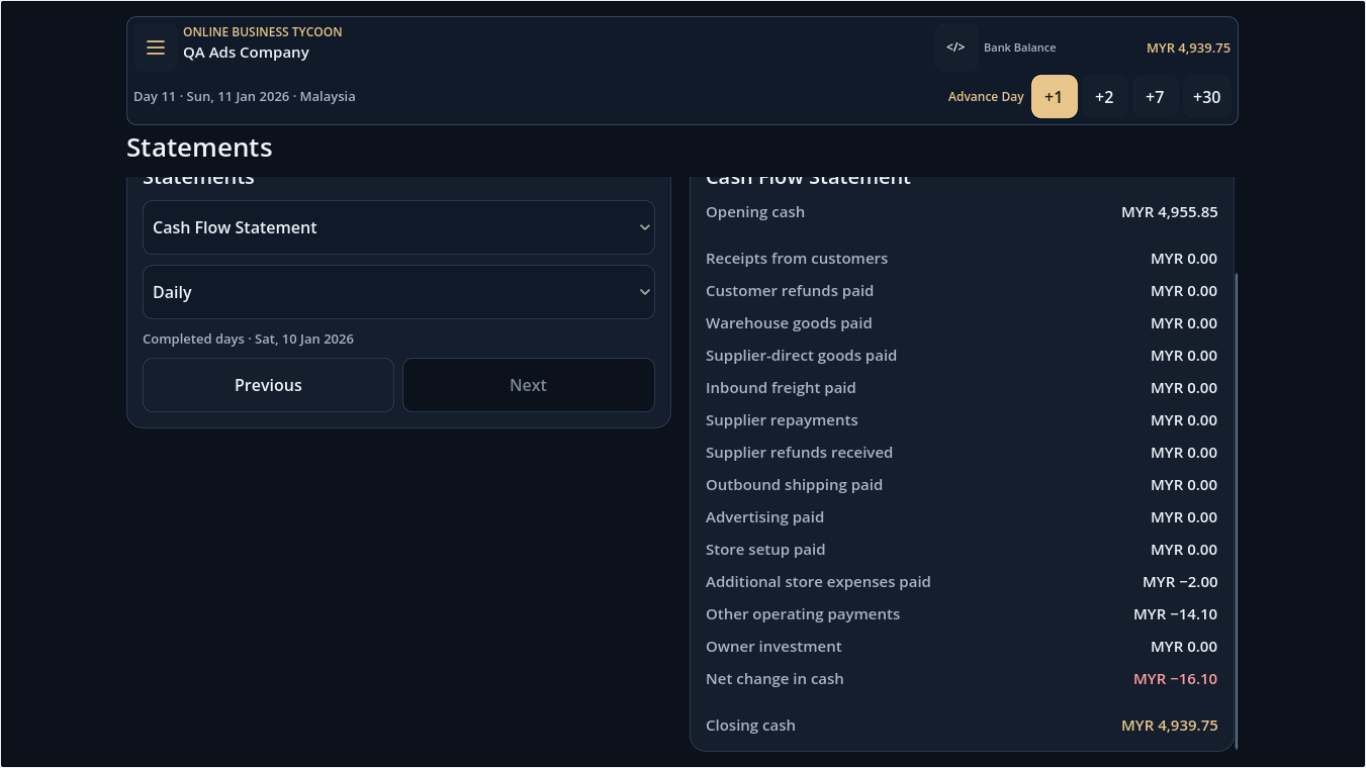 ONLINE BUSINESS TYCOON
QA Ads Company
</> Bank Balance MYR 4,939.75
Day 11 · Sun, 11 Jan 2026 · Malaysia
Advance Day +1 +2 +7 +30
Statements
Statements
Cash Flow Statement
Daily
Completed days · Sat, 10 Jan 2026
Previous Next
Cash Flow Statement
Opening cash MYR 4,955.85
Receipts from customers MYR 0.00
Customer refunds paid MYR 0.00
Warehouse goods paid MYR 0.00
Supplier-direct goods paid MYR 0.00
Inbound freight paid MYR 0.00
Supplier repayments MYR 0.00
Supplier refunds received MYR 0.00
Outbound shipping paid MYR 0.00
Advertising paid MYR 0.00
Store setup paid MYR 0.00
Additional store expenses paid MYR −2.00
Other operating payments MYR −14.10
Owner investment MYR 0.00
Net change in cash MYR −16.10
Closing cash MYR 4,939.75